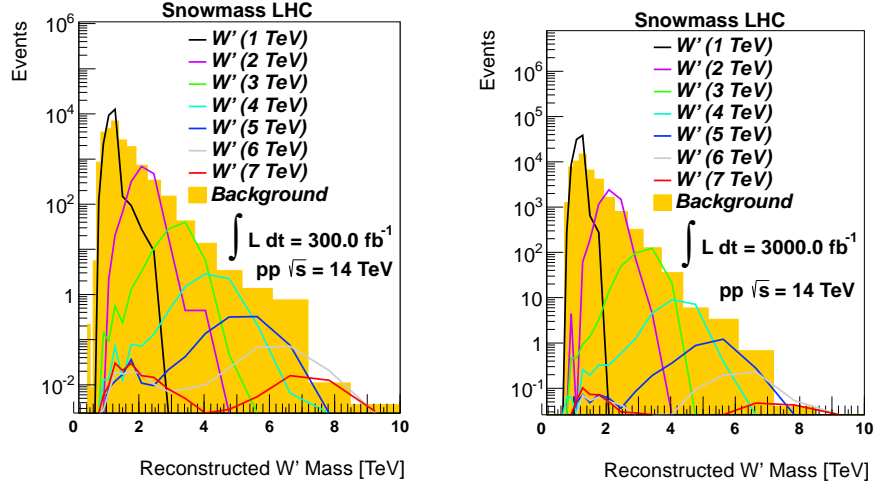 Snowmass LHC
Events
10^6
10^4
10^2
1
10^-2
W' (1 TeV)
W' (2 TeV)
W' (3 TeV)
W' (4 TeV)
W' (5 TeV)
W' (6 TeV)
W' (7 TeV)
Background
∫ L dt = 300.0 fb^-1
pp √s = 14 TeV
0 2 4 6 8 10
Reconstructed W' Mass [TeV]
Snowmass LHC
Events
10^6
10^5
10^4
10^3
10^2
10
1
10^-1
W' (1 TeV)
W' (2 TeV)
W' (3 TeV)
W' (4 TeV)
W' (5 TeV)
W' (6 TeV)
W' (7 TeV)
Background
∫ L dt = 3000.0 fb^-1
pp √s = 14 TeV
0 2 4 6 8 10
Reconstructed W' Mass [TeV]